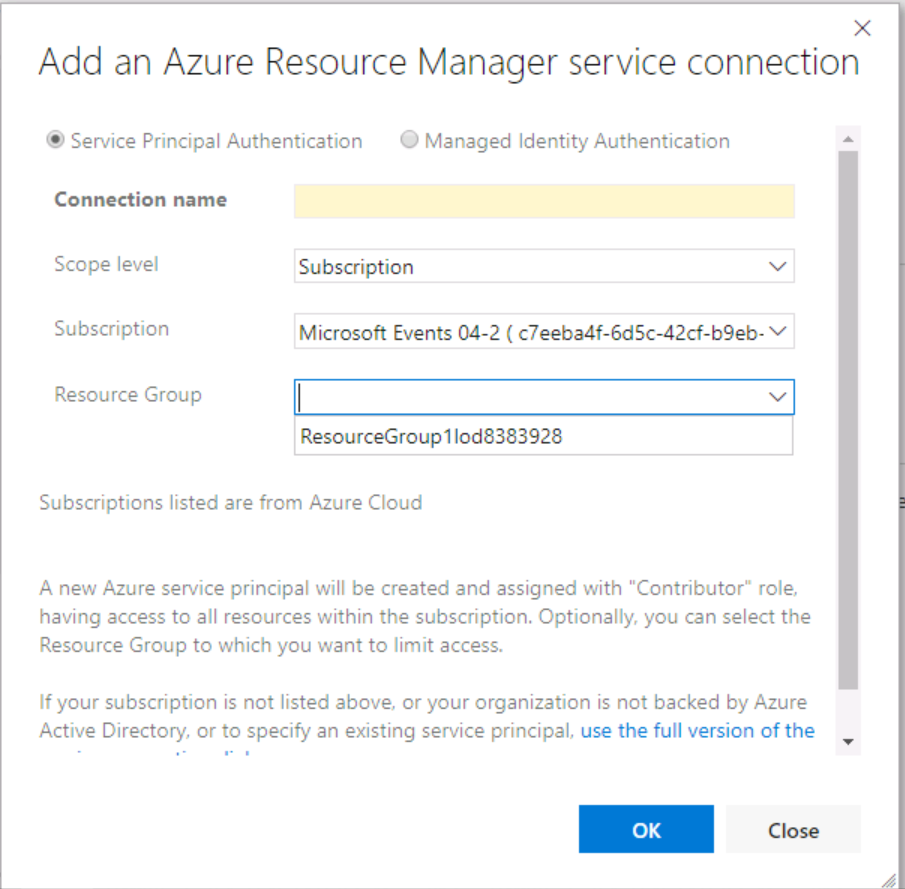 Add an Azure Resource Manager service connection
Service Principal Authentication Managed Identity Authentication
Connection name
Scope level Subscription
Subscription Microsoft Events 04-2 ( c7eeba4f-6d5c-42cf-b9eb-
Resource Group
ResourceGroup1lod8383928
Subscriptions listed are from Azure Cloud
A new Azure service principal will be created and assigned with "Contributor" role,
having access to all resources within the subscription. Optionally, you can select the
Resource Group to which you want to limit access.
If your subscription is not listed above, or your organization is not backed by Azure
Active Directory, or to specify an existing service principal, use the full version of the
OK Close